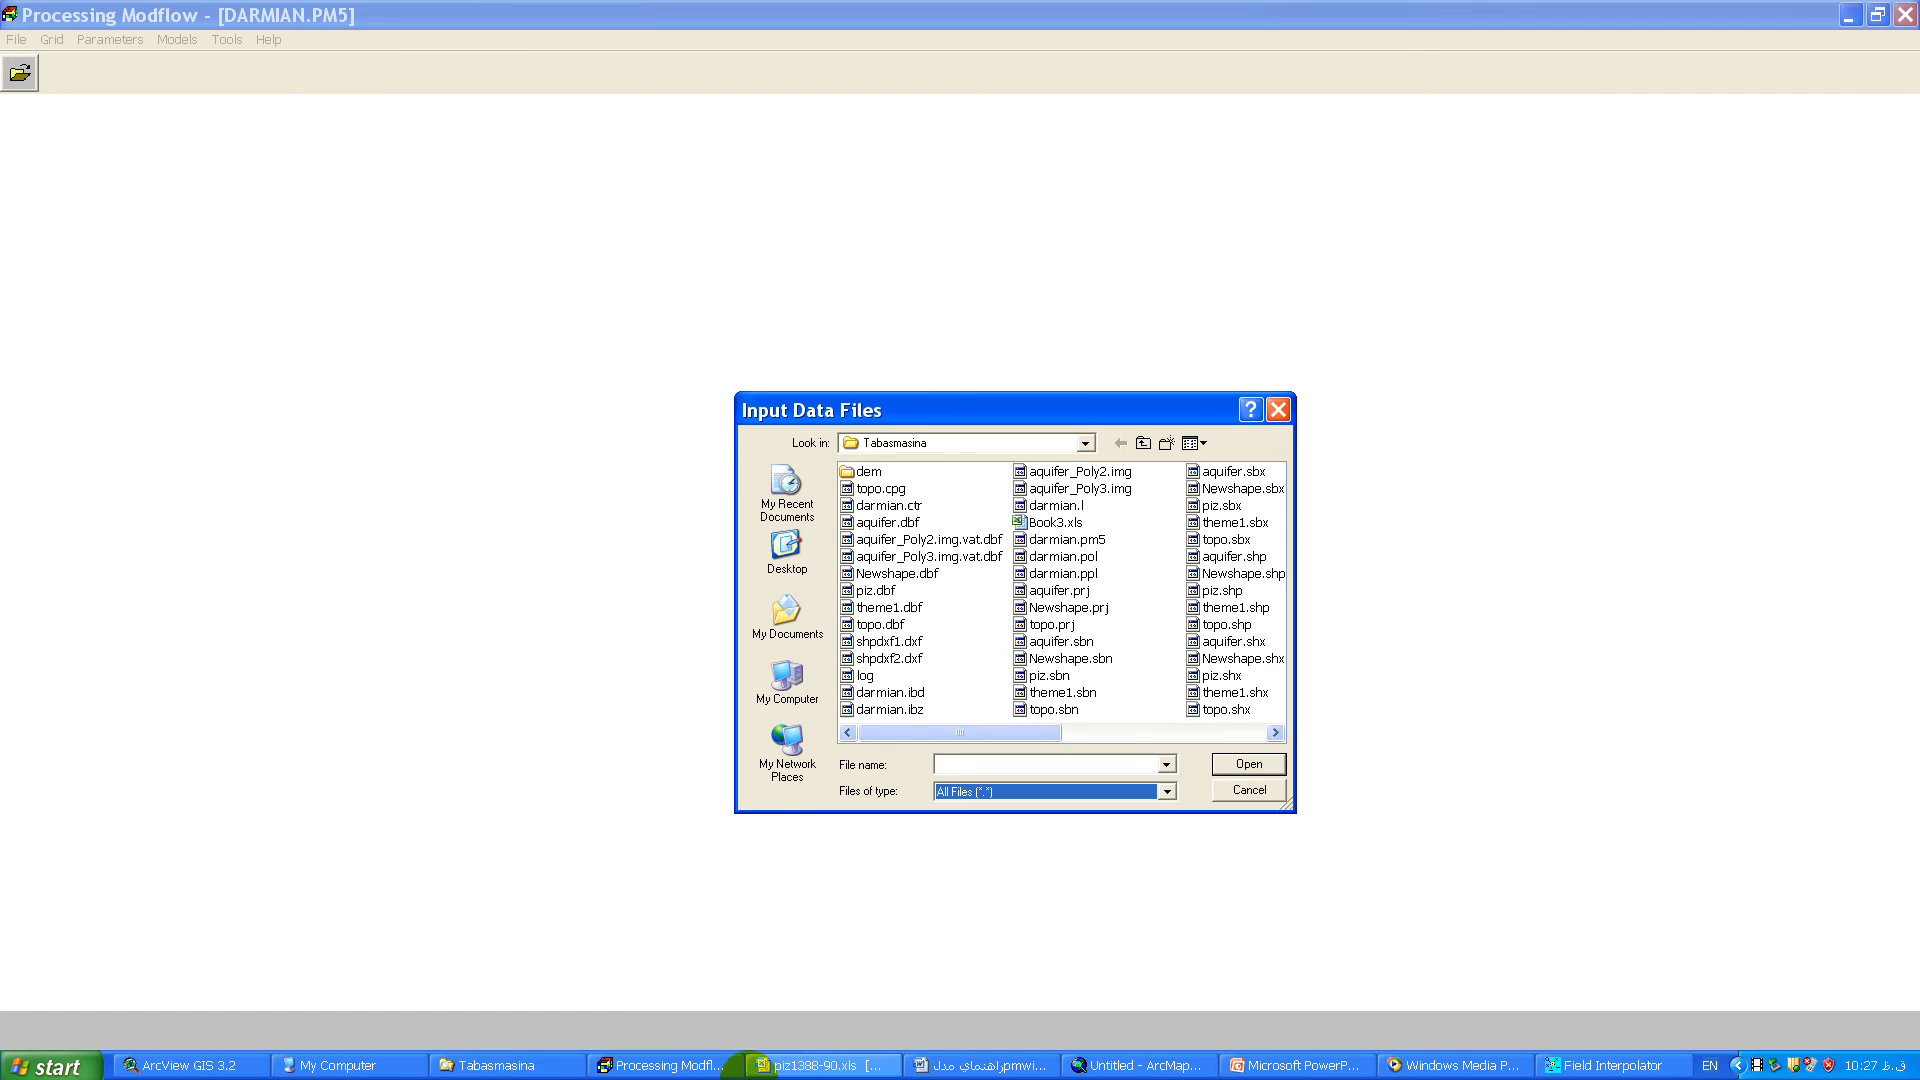 Processing Modflow - [DARMIAN.PM5]
File Grid Parameters Models Tools Help
Input Data Files
Look in: Tabasmasina
My Recent Documents
Desktop
My Documents
My Computer
My Network Places
dem
topo.cpg
darmian.ctr
aquifer.dbf
aquifer_Poly2.img.vat.dbf
aquifer_Poly3.img.vat.dbf
Newshape.dbf
piz.dbf
theme1.dbf
topo.dbf
shpdxf1.dxf
shpdxf2.dxf
log
darmian.ibd
darmian.ibz
aquifer_Poly2.img
aquifer_Poly3.img
darmian.l
Book3.xls
darmian.pm5
darmian.pol
darmian.ppl
aquifer.prj
Newshape.prj
topo.prj
aquifer.sbn
Newshape.sbn
piz.sbn
theme1.sbn
topo.sbn
aquifer.sbx
Newshape.sbx
piz.sbx
theme1.sbx
topo.sbx
aquifer.shp
Newshape.shp
piz.shp
theme1.shp
topo.shp
aquifer.shx
Newshape.shx
piz.shx
theme1.shx
topo.shx
File name: Open
Files of type: All Files (*.*) Cancel
start ArcView GIS 3.2 My Computer Tabasmasina Processing Modfl... piz1388-90.xls [... راهنماي مدلpmwi... Untitled - ArcMap... Microsoft PowerP... Windows Media P... Field Interpolator EN 10:27 ق.ظ